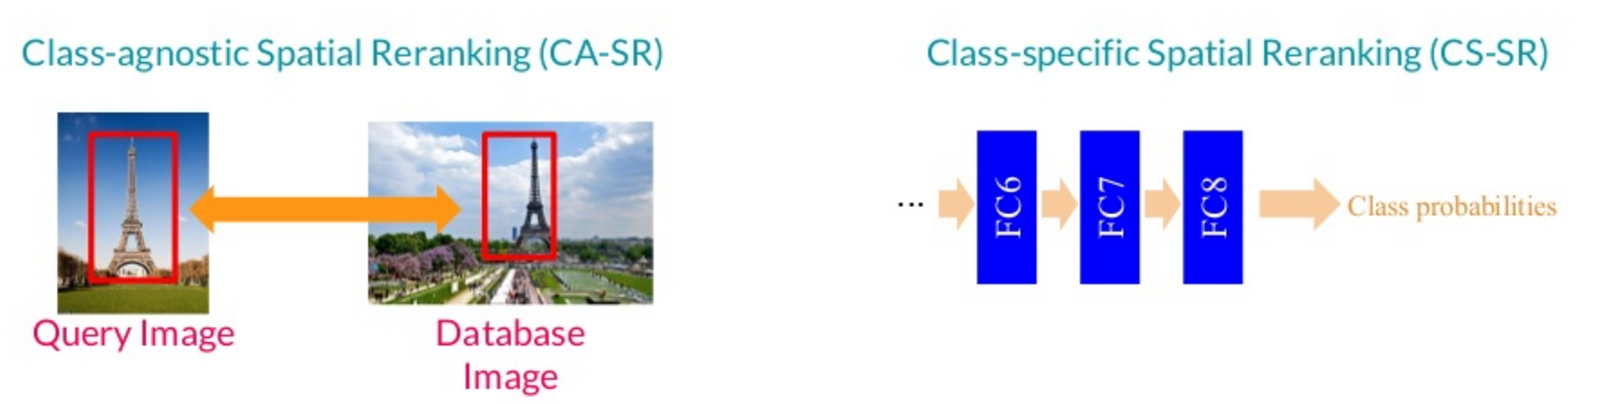 Class-agnostic Spatial Reranking (CA-SR)
Query Image
Database
Image
Class-specific Spatial Reranking (CS-SR)
...
FC6
FC7
FC8
Class probabilities